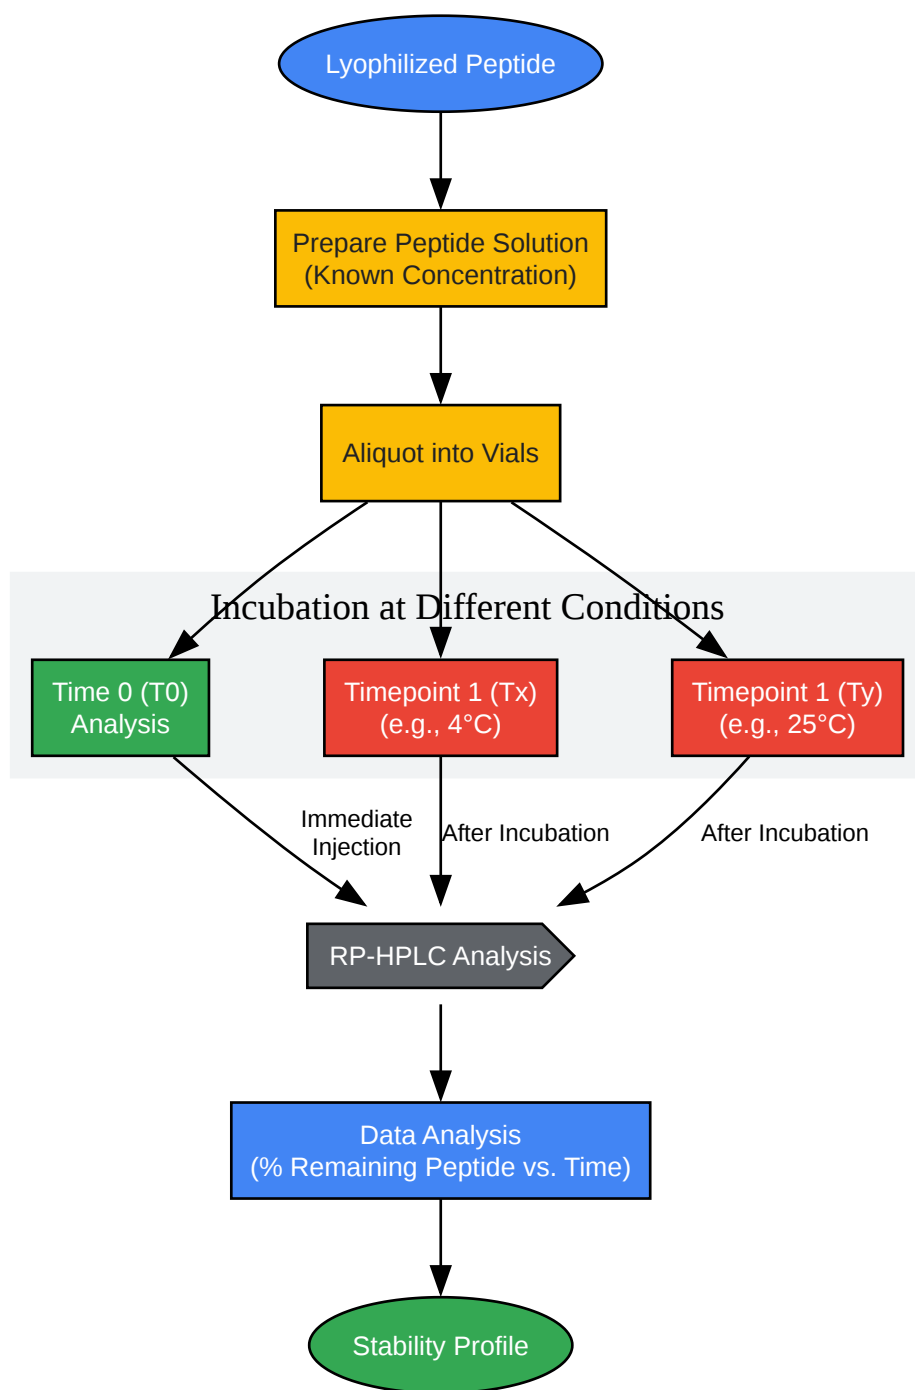 Lyophilized Peptide
Prepare Peptide Solution
(Known Concentration)
Aliquot into Vials
Incubation at Different Conditions
Time 0 (T0)
Analysis
Timepoint 1 (Tx)
(e.g., 4°C)
Timepoint 1 (Ty)
(e.g., 25°C)
Immediate
Injection
After Incubation
After Incubation
RP-HPLC Analysis
Data Analysis
(% Remaining Peptide vs. Time)
Stability Profile